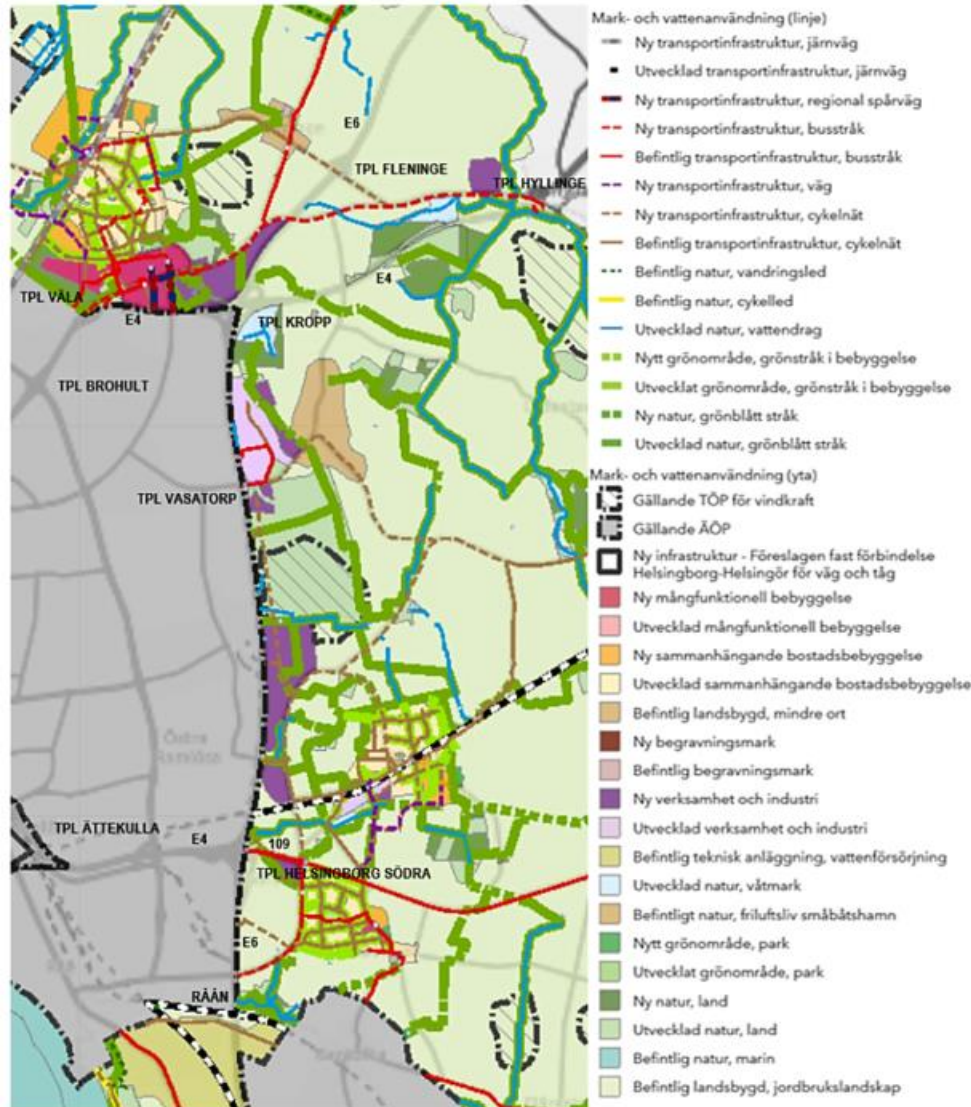 E6
TPL FLENINGE
TPL HYLLINGE
E4
TPL VÄLA
E4
TPL KROPP
TPL BROHULT
TPL VASATORP
Östra
Ramlösa
TPL ÄTTEKULLA
E4
109
TPL HELSINGBORG SÖDRA
E6
RÅÅN
Mark- och vattenanvändning (linje)
Ny transportinfrastruktur, järnväg
Utvecklad transportinfrastruktur, järnväg
Ny transportinfrastruktur, regional spårväg
Ny transportinfrastruktur, busstråk
Befintlig transportinfrastruktur, busstråk
Ny transportinfrastruktur, väg
Ny transportinfrastruktur, cykelnät
Befintlig transportinfrastruktur, cykelnät
Befintlig natur, vandringsled
Befintlig natur, cykelled
Utvecklad natur, vattendrag
Nytt grönområde, grönstråk i bebyggelse
Utvecklat grönområde, grönstråk i bebyggelse
Ny natur, grönblått stråk
Utvecklad natur, grönblått stråk
Mark- och vattenanvändning (yta)
Gällande TÖP för vindkraft
Gällande ÄÖP
Ny infrastruktur - Föreslagen fast förbindelse
Helsingborg-Helsingör för väg och tåg
Ny mångfunktionell bebyggelse
Utvecklad mångfunktionell bebyggelse
Ny sammanhängande bostadsbebyggelse
Utvecklad sammanhängande bostadsbebyggelse
Befintlig landsbygd, mindre ort
Ny begravningsmark
Befintlig begravningsmark
Ny verksamhet och industri
Utvecklad verksamhet och industri
Befintlig teknisk anläggning, vattenförsörjning
Utvecklad natur, våtmark
Befintligt natur, friluftsliv småbåtshamn
Nytt grönområde, park
Utvecklat grönområde, park
Ny natur, land
Utvecklad natur, land
Befintlig natur, marin
Befintlig landsbygd, jordbrukslandskap